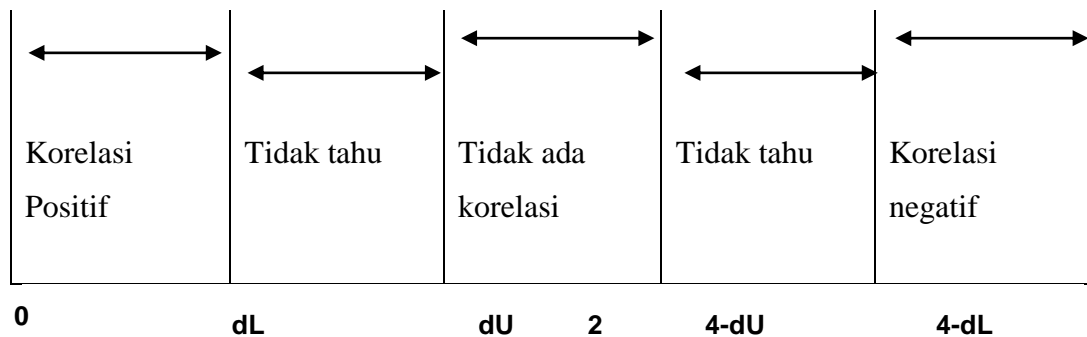 Korelasi
Positif
Tidak tahu
Tidak ada
korelasi
Tidak tahu
Korelasi
negatif
0 dL dU 2 4-dU 4-dL